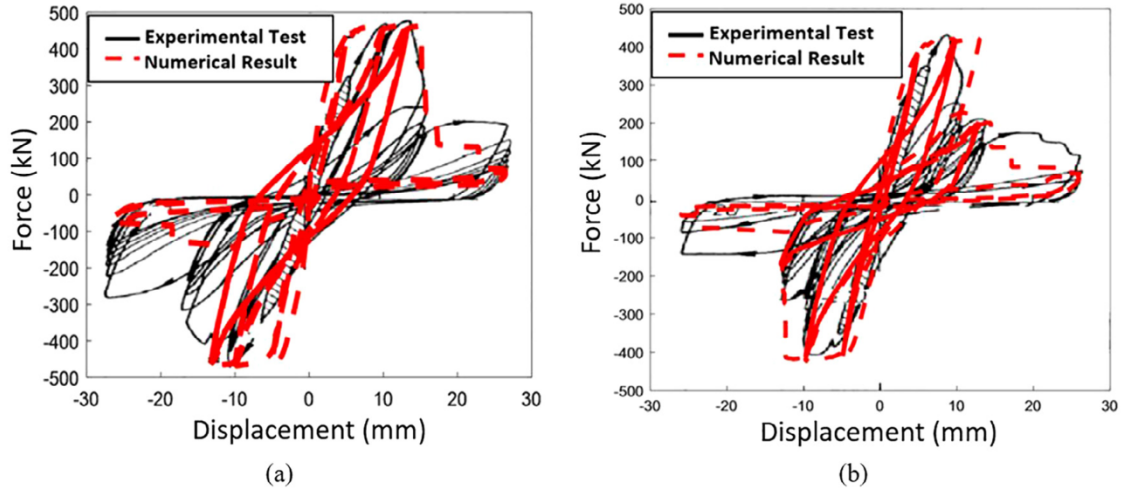 500
400
300
200
100
0
-100
-200
-300
-400
-500
Force (kN)
Experimental Test
Numerical Result
-30 -20 -10 0 10 20 30
Displacement (mm)
(a)
500
400
300
200
100
0
-100
-200
-300
-400
-500
Force (kN)
Experimental Test
Numerical Result
-30 -20 -10 0 10 20 30
Displacement (mm)
(b)